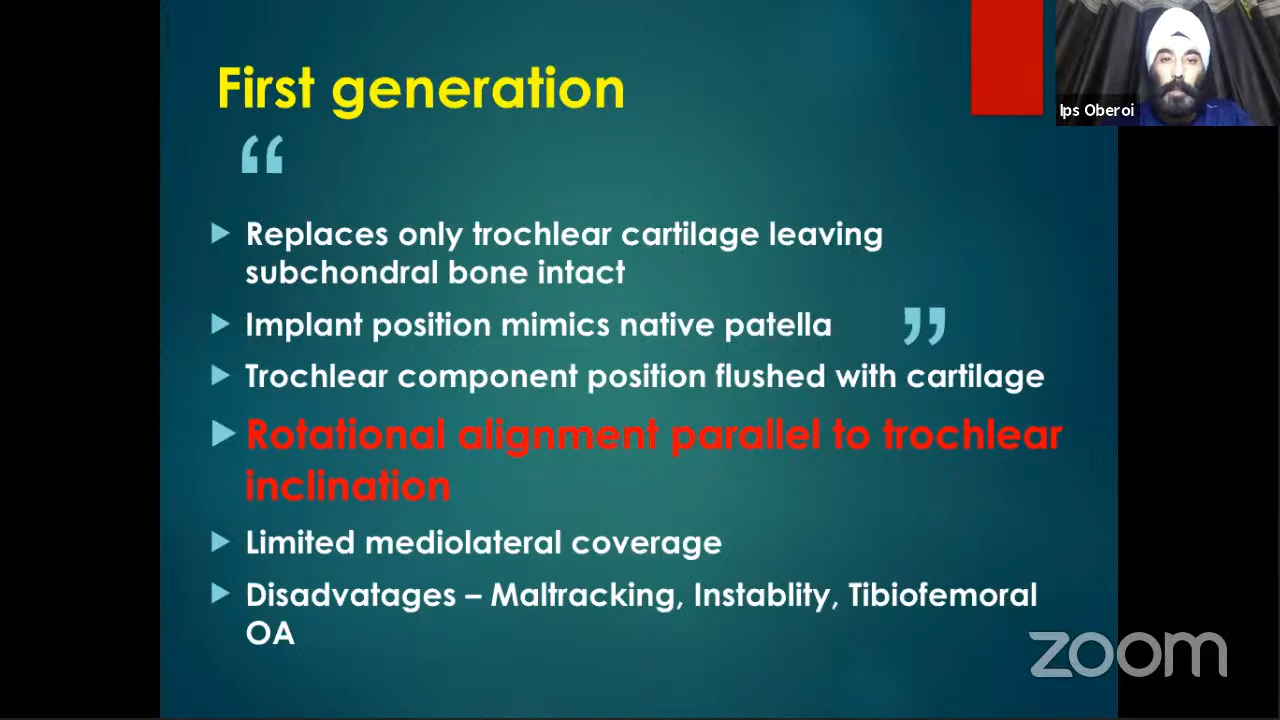 First generation
“
Replaces only trochlear cartilage leaving
subchondral bone intact
Implant position mimics native patella
”
Trochlear component position flushed with cartilage
Rotational alignment parallel to trochlear
inclination
Limited mediolateral coverage
Disadvatages – Maltracking, Instablity, Tibiofemoral
OA
Ips Oberoi
zoom